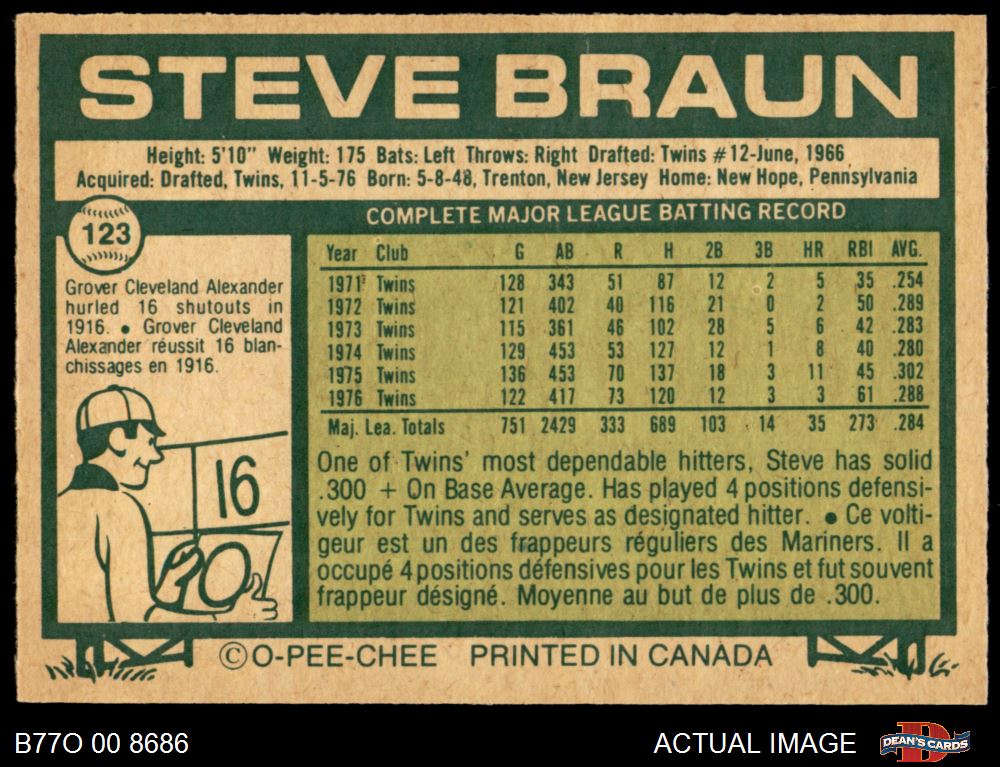 STEVE BRAUN
Height: 5'10" Weight: 175 Bats: Left Throws: Right Drafted: Twins #12-June, 1966
Acquired: Drafted, Twins, 11-5-76 Born: 5-8-48, Trenton, New Jersey Home: New Hope, Pennsylvania
123
Grover Cleveland Alexander
hurled 16 shutouts in
1916. • Grover Cleveland
Alexander réussit 16 blan-
chissages en 1916.
16
20
COMPLETE MAJOR LEAGUE BATTING RECORD
Year Club G AB R H 2B 3B HR RBI AVG.
1971 Twins 128 343 51 87 12 2 5 35 .254
1972 Twins 121 402 40 116 21 0 2 50 .289
1973 Twins 115 361 46 102 28 5 6 42 .283
1974 Twins 129 453 53 127 12 1 8 40 .280
1975 Twins 136 453 70 137 18 3 11 45 .302
1976 Twins 122 417 73 120 12 3 3 61 .288
Maj. Lea. Totals 751 2429 333 689 103 14 35 273 .284
One of Twins' most dependable hitters, Steve has solid
.300 + On Base Average. Has played 4 positions defensi-
vely for Twins and serves as designated hitter. • Ce volti-
geur est un des frappeurs réguliers des Mariners. Il a
occupé 4 positions défensives pour les Twins et fut souvent
frappeur désigné. Moyenne au but de plus de .300.
©O-PEE-CHEE PRINTED IN CANADA
B77O 00 8686
ACTUAL IMAGE
D
DEAN'S CARDS